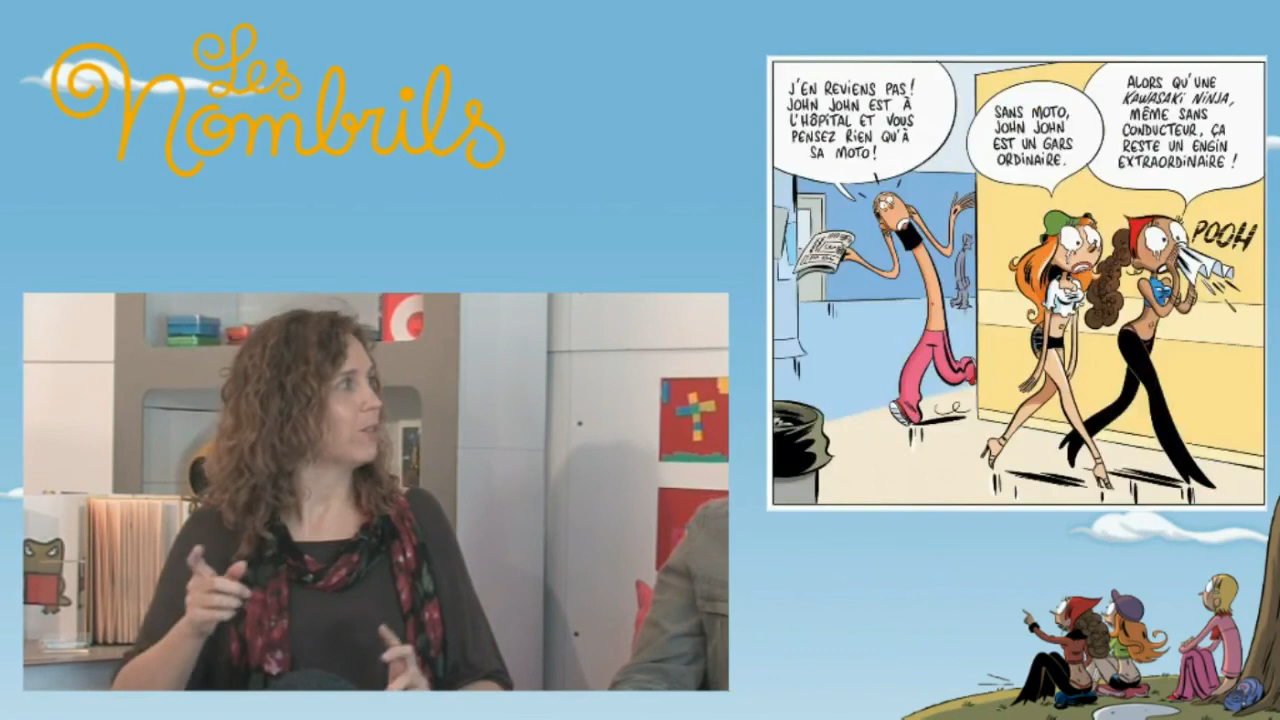 Les
Nombrils
J'EN REVIENS PAS!
JOHN JOHN EST À
L'HÔPITAL ET VOUS
PENSEZ RIEN QU'À
SA MOTO!
SANS MOTO,
JOHN JOHN
EST UN GARS
ORDINAIRE.
ALORS QU'UNE
KAWASAKI NINJA,
MÊME SANS
CONDUCTEUR, ÇA
RESTE UN ENGIN
EXTRAORDINAIRE!
POOH